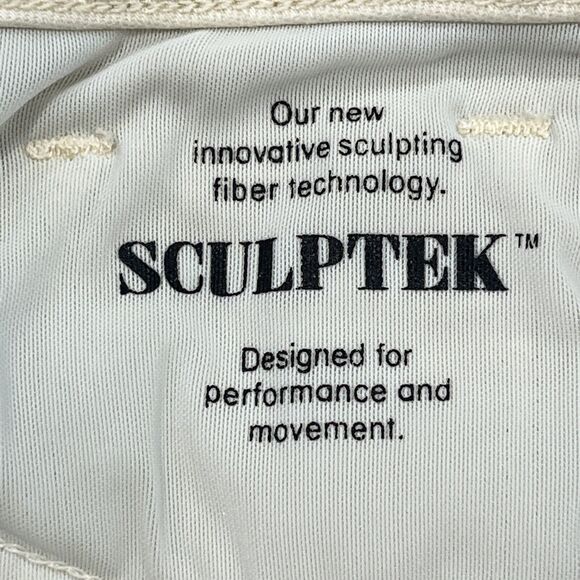 Our new
innovative sculpting
fiber technology.
SCULPTEK™
Designed for
performance and
movement.